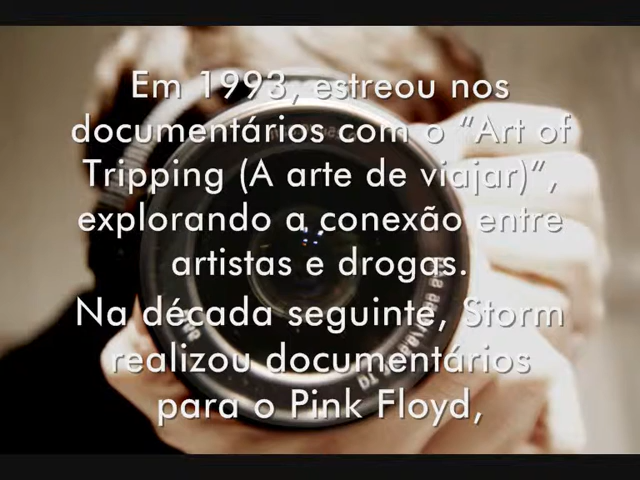 Em 1993, estreou nos
documentários com o “Art of
Tripping (A arte de viajar)”,
explorando a conexão entre
artistas e drogas.
Na década seguinte, Storm
realizou documentários
para o Pink Floyd,